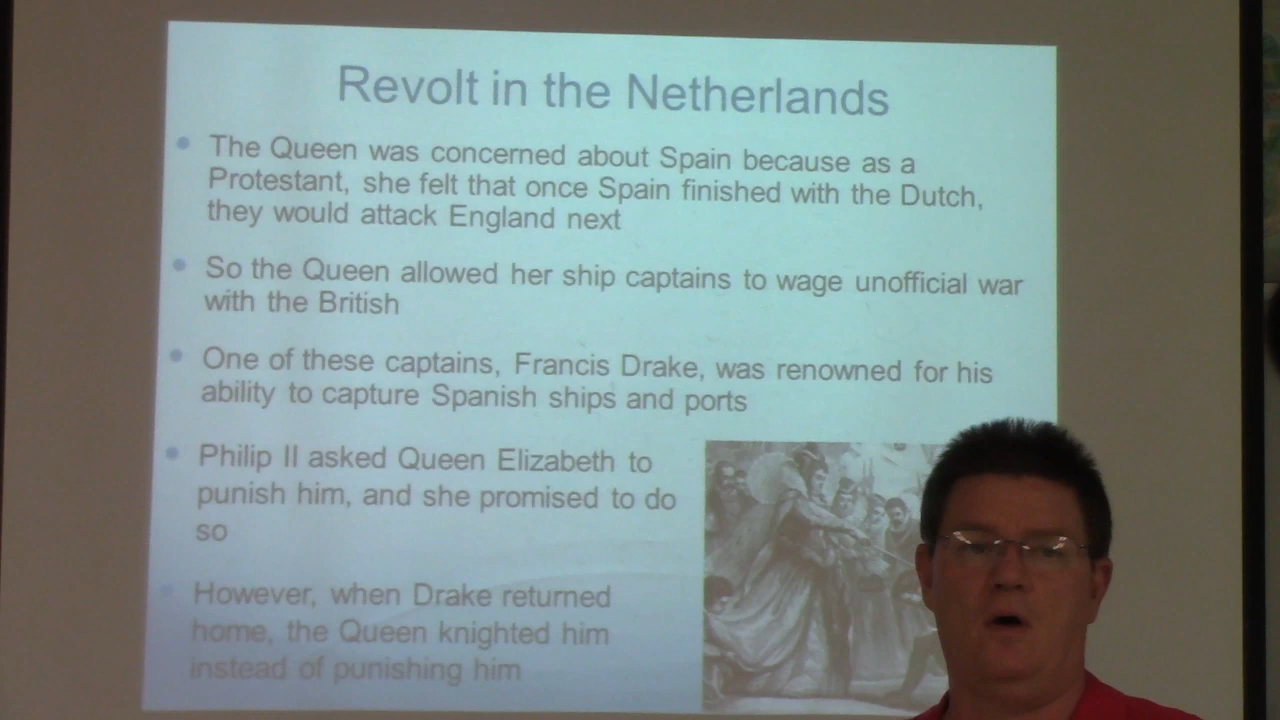 Revolt in the Netherlands
The Queen was concerned about Spain because as a
Protestant, she felt that once Spain finished with the Dutch,
they would attack England next
So the Queen allowed her ship captains to wage unofficial war
with the British
One of these captains, Francis Drake, was renowned for his
ability to capture Spanish ships and ports
Philip II asked Queen Elizabeth to
punish him, and she promised to do
so
However, when Drake returned
home, the Queen knighted him
instead of punishing him